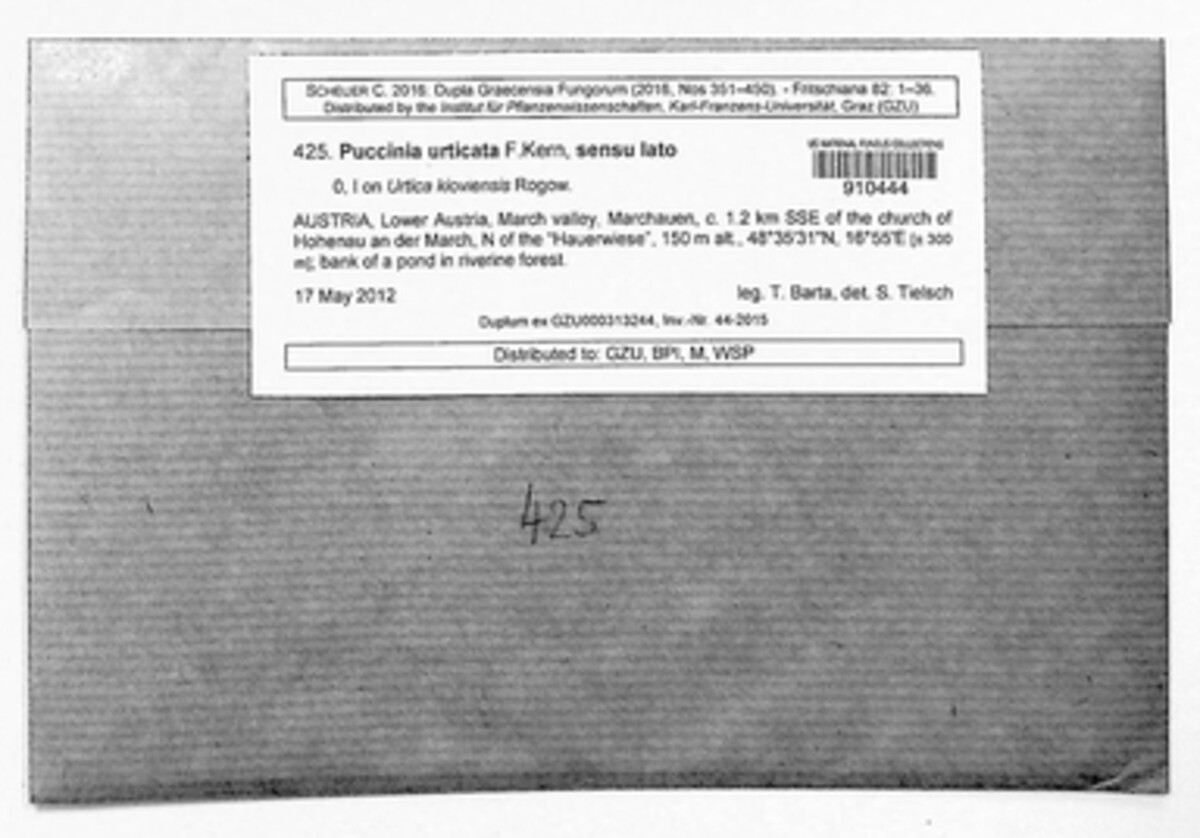 SCHEUER C. 2016: Dupla Graecensia Fungorum (2016, Nos 351–450). - Fritschiana 82: 1–36.
Distributed by the Institut für Pflanzenwissenschaften, Karl-Franzens-Universität, Graz (GZU)
425. Puccinia urticata F.Kern, sensu lato
US NATIONAL FUNGUS COLLECTIONS
910444
0, I on Urtica kioviensis Rogow.
AUSTRIA, Lower Austria, March valley, Marchauen, c. 1.2 km SSE of the church of
Hohenau an der March, N of the "Hauerwiese", 150 m alt., 48°35'31"N, 16°55'E [± 300
m]; bank of a pond in riverine forest.
17 May 2012
leg. T. Barta, det. S. Tielsch
Duplum ex GZU000313244, Inv.-Nr. 44-2015
Distributed to: GZU, BPI, M, WSP
425